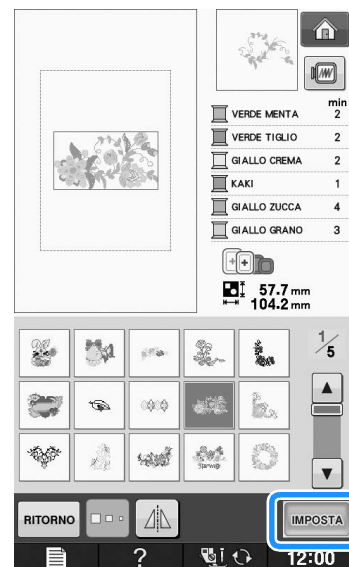 min
VERDE MENTA 2
VERDE TIGLIO 2
GIALLO CREMA 2
KAKI 1
GIALLO ZUCCA 4
GIALLO GRANO 3
57.7 mm
104.2 mm
1/5
RITORNO
IMPOSTA
?
12:00